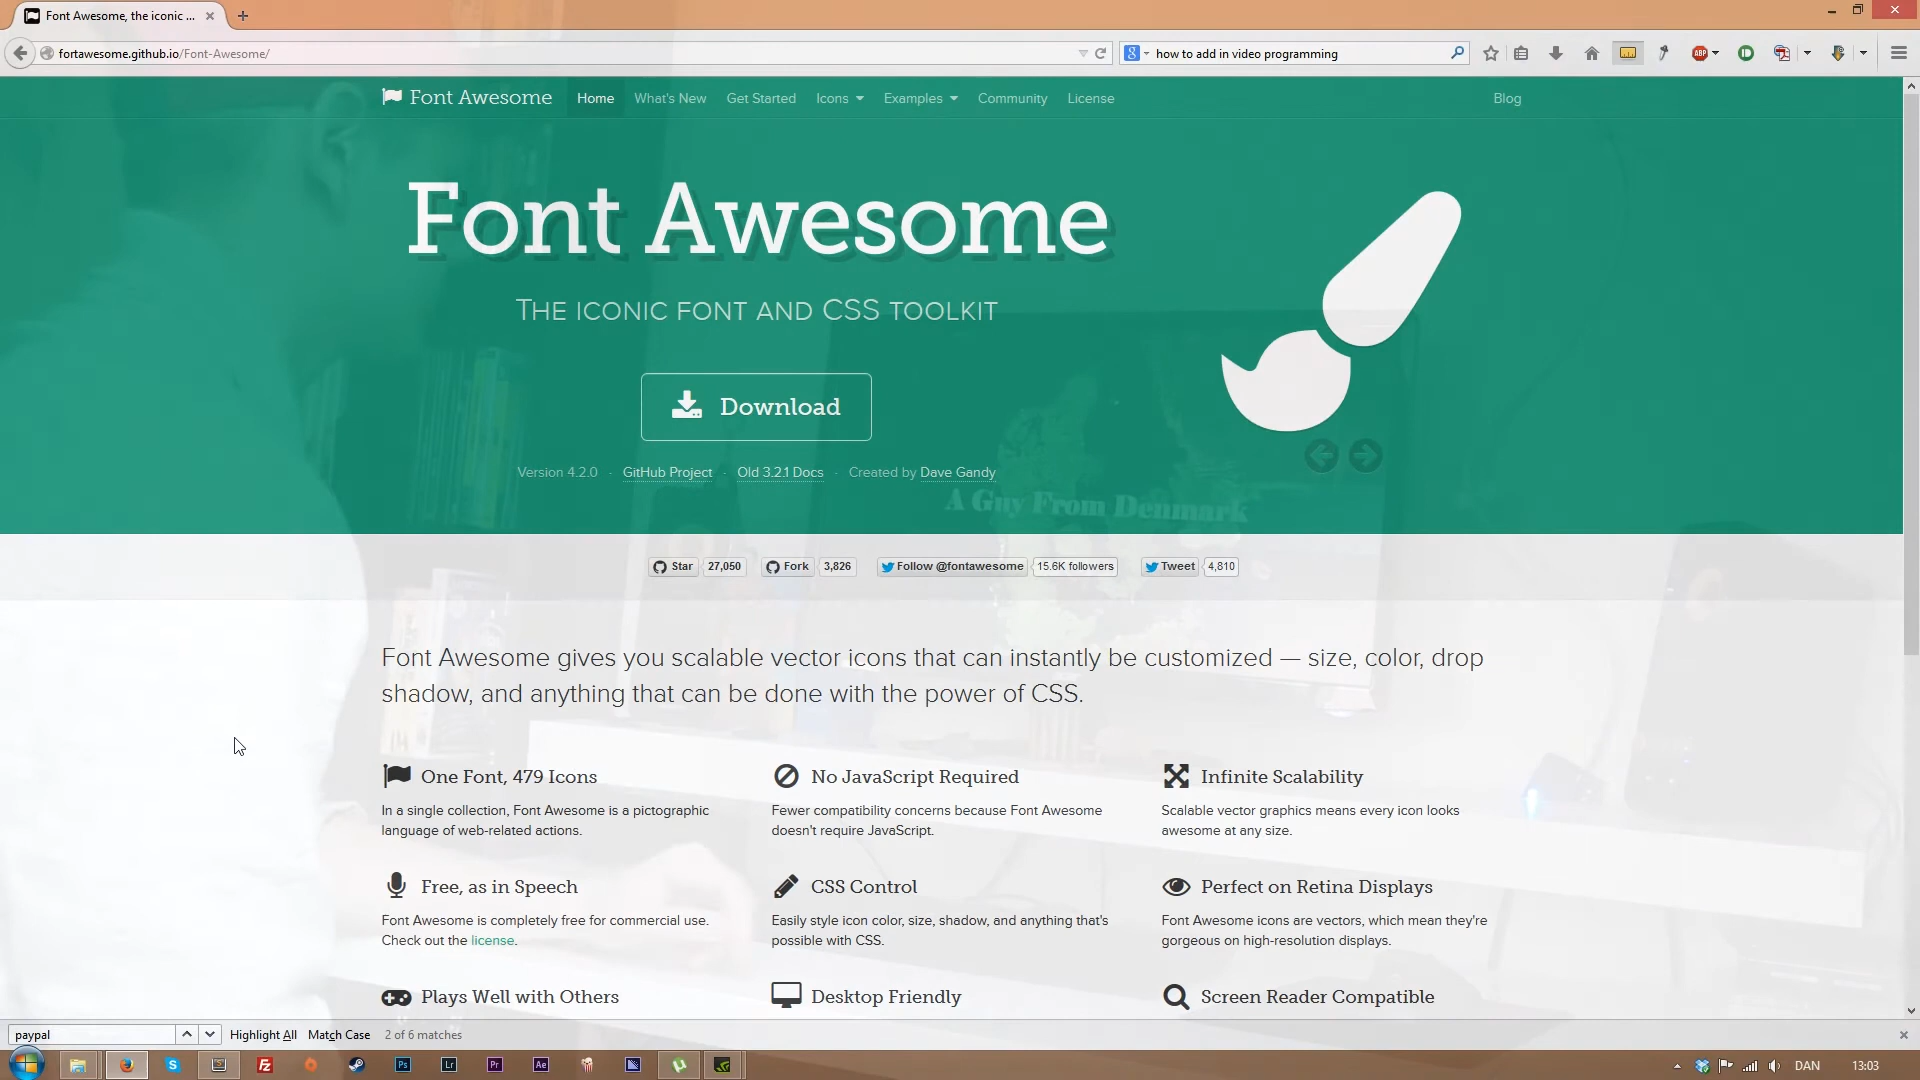 Font Awesome, the iconic ...
fortawesome.github.io/Font-Awesome/
how to add in video programming
ABP
Font Awesome Home What's New Get Started Icons Examples Community License Blog
Font Awesome
The iconic font and CSS toolkit
Download
Version 4.2.0 · GitHub Project · Old 3.2.1 Docs · Created by Dave Gandy
A Guy From Denmark
Star 27,050 Fork 3,826 Follow @fontawesome 15.6K followers Tweet 4,810
Font Awesome gives you scalable vector icons that can instantly be customized — size, color, drop
shadow, and anything that can be done with the power of CSS.
One Font, 479 Icons
In a single collection, Font Awesome is a pictographic
language of web-related actions.
No JavaScript Required
Fewer compatibility concerns because Font Awesome
doesn't require JavaScript.
Infinite Scalability
Scalable vector graphics means every icon looks
awesome at any size.
Free, as in Speech
Font Awesome is completely free for commercial use.
Check out the license.
CSS Control
Easily style icon color, size, shadow, and anything that's
possible with CSS.
Perfect on Retina Displays
Font Awesome icons are vectors, which mean they're
gorgeous on high-resolution displays.
Plays Well with Others
Desktop Friendly
Screen Reader Compatible
paypal Highlight All Match Case 2 of 6 matches
S Fz Ps Lr Pr Ae
DAN 13:03